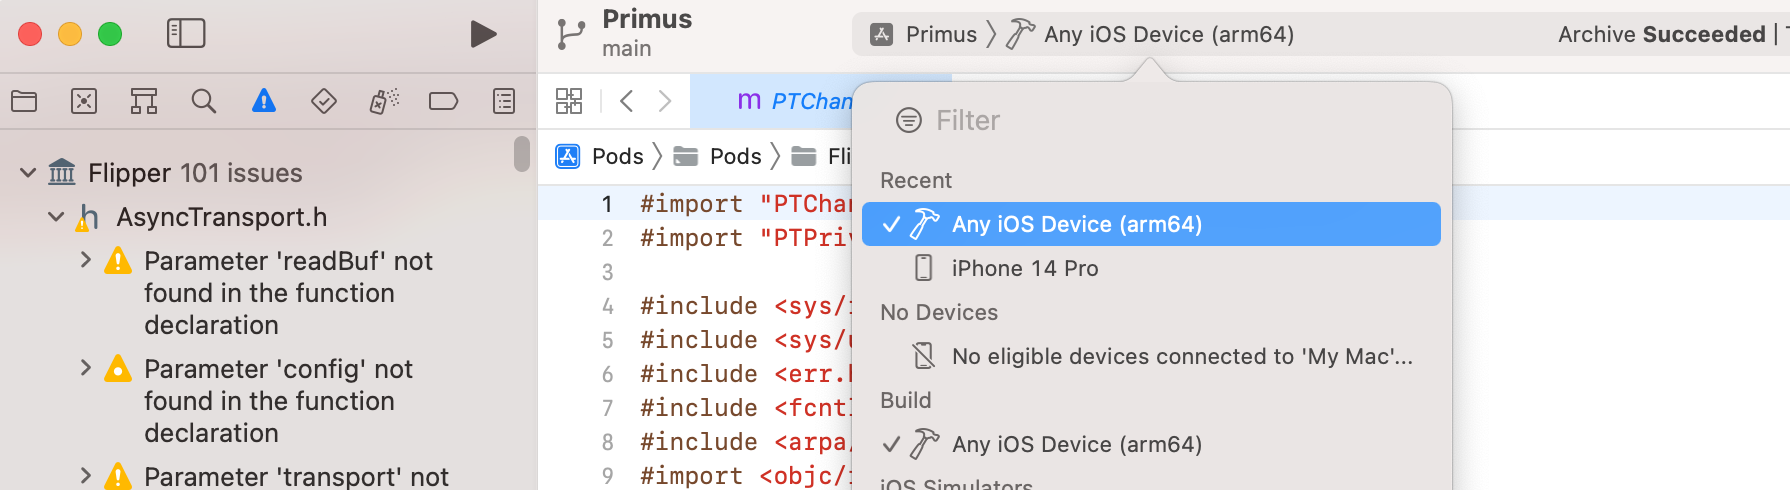 Primus
main
Primus
Any iOS Device (arm64)
Archive Succeeded |
Flipper 101 issues
AsyncTransport.h
Parameter 'readBuf' not
found in the function
declaration
Parameter 'config' not
found in the function
declaration
Parameter 'transport' not
m PTChan
Pods
Pods
Fli
1 #import "PTChan
2 #import "PTPriv
3
4 #include <sys/
5 #include <sys/
6 #include <err.
7 #include <fcnt
8 #include <arpa/
9 #import <objc/
Filter
Recent
Any iOS Device (arm64)
iPhone 14 Pro
No Devices
No eligible devices connected to 'My Mac'...
Build
Any iOS Device (arm64)
iOS Simulators